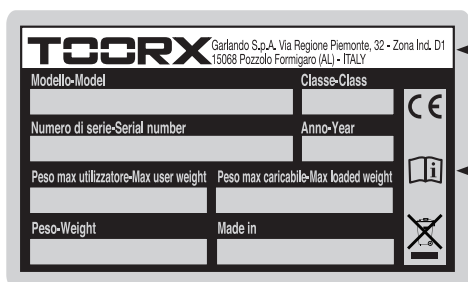 TOORX
Garlando S.p.A. Via Regione Piemonte, 32 - Zona Ind. D1
15068 Pozzolo Formigaro (AL) - ITALY
Modello-Model
Classe-Class
Numero di serie-Serial number
Anno-Year
Peso max utilizzatore-Max user weight
Peso max caricabile-Max loaded weight
Peso-Weight
Made in
CE